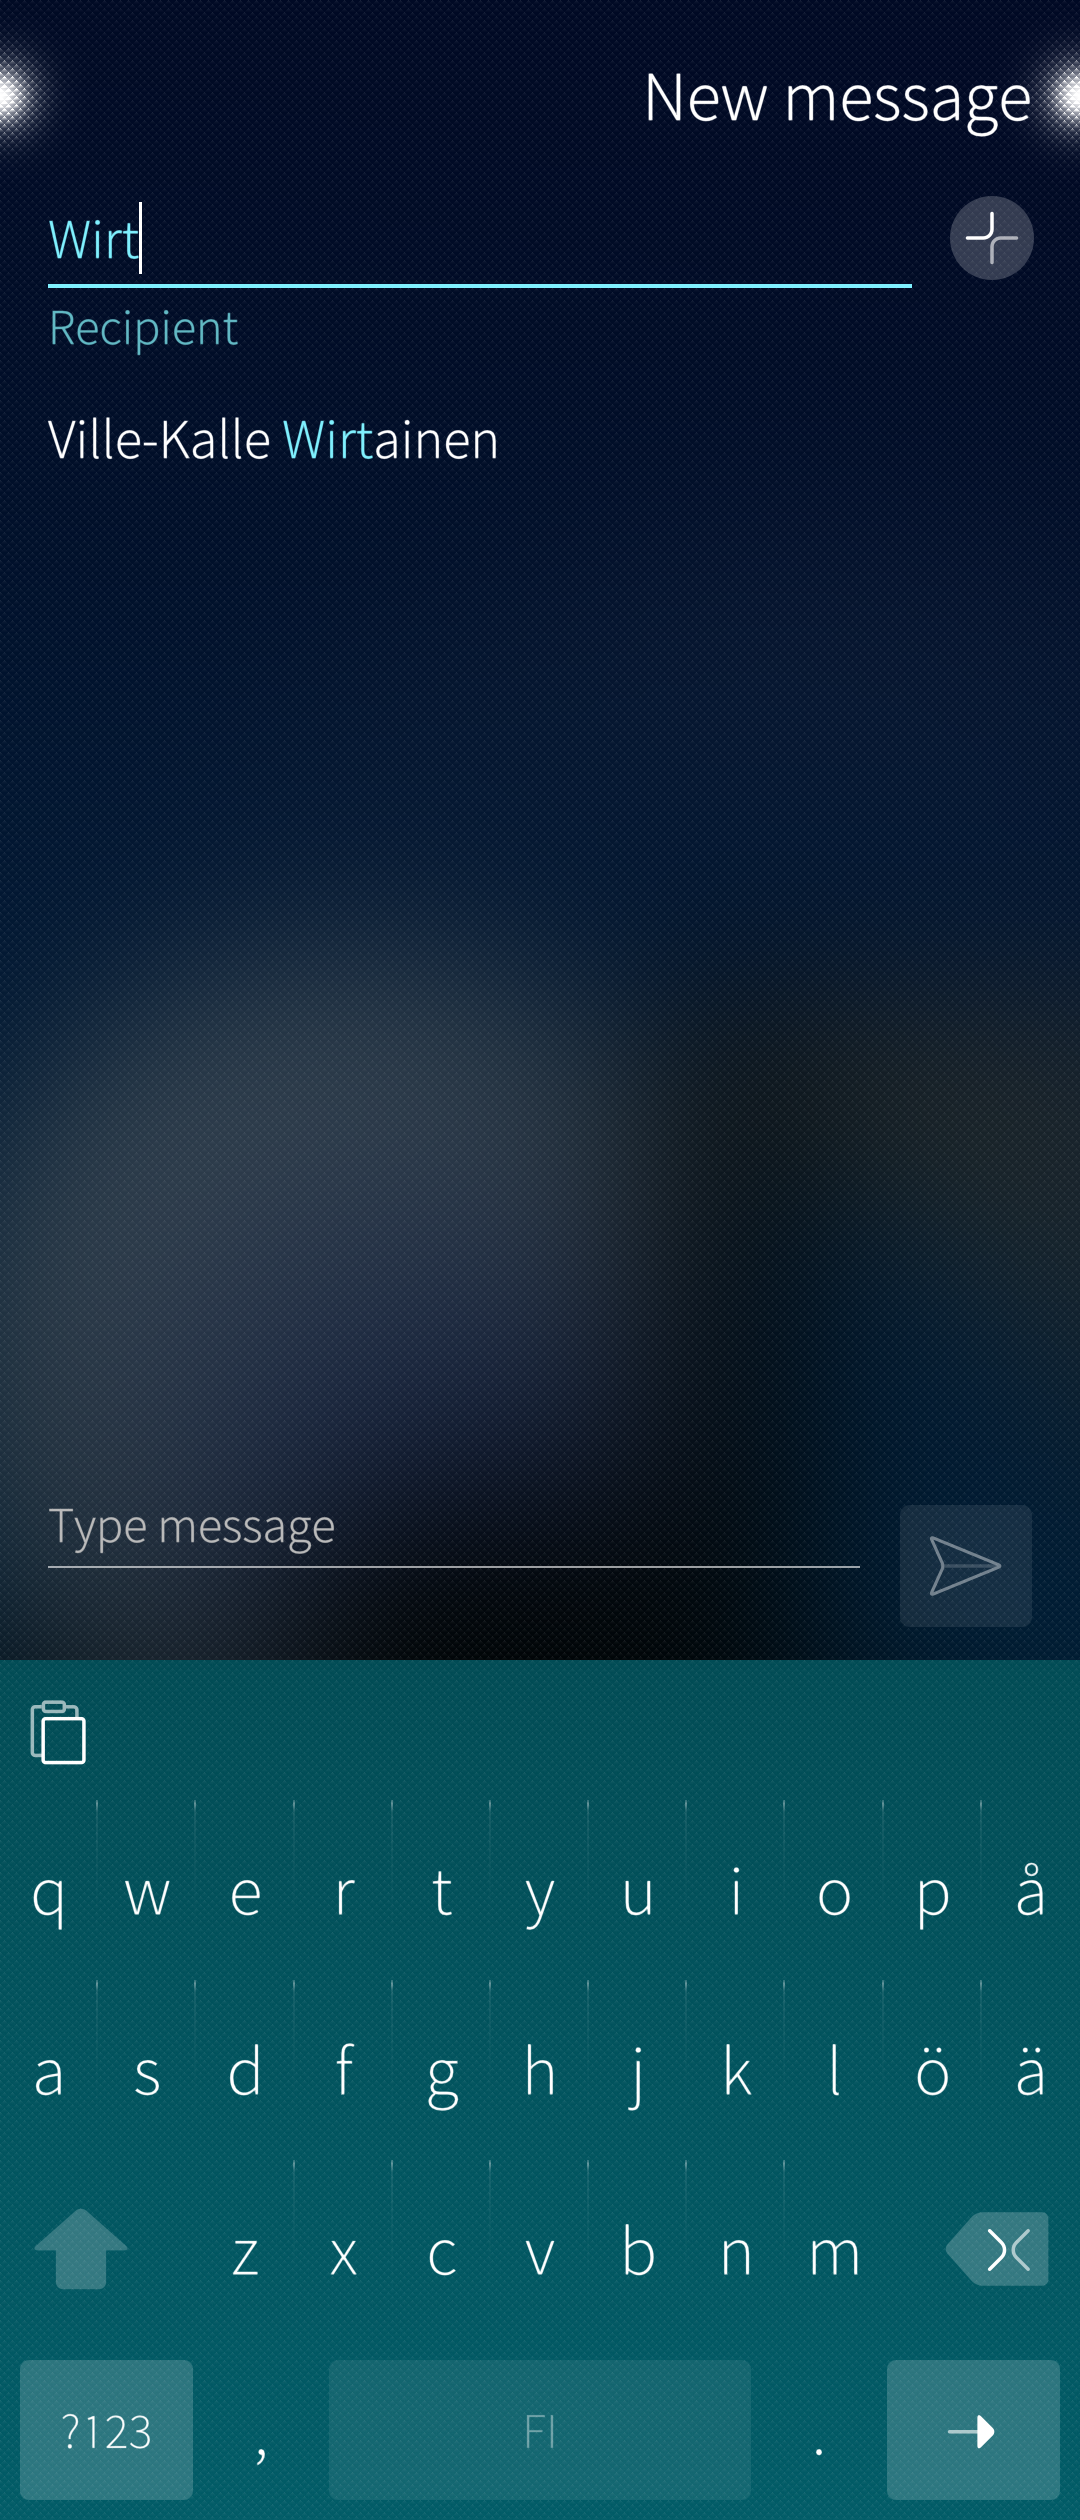 New message
Wirt
Recipient
Ville-Kalle Wirtainen
Type message
q w e r t y u i o p å
a s d f g h j k l ö ä
z x c v b n m
?123 , FI .